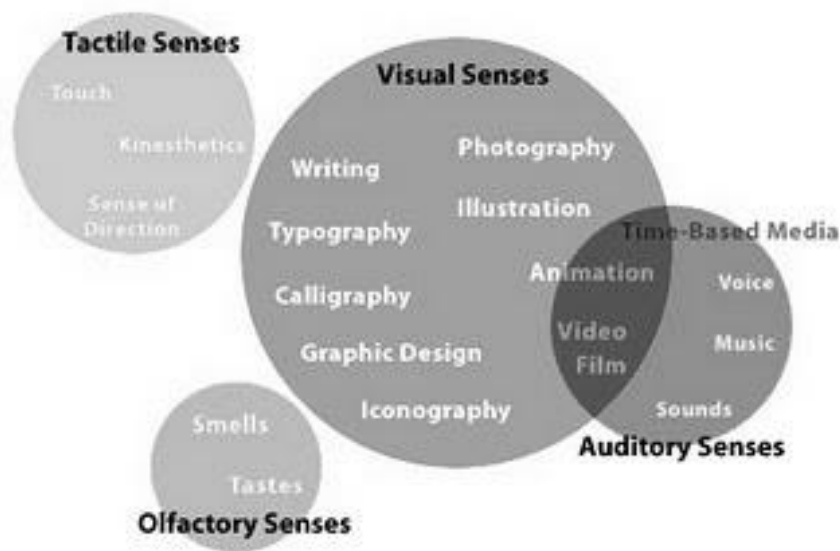 Tactile Senses
Touch
Kinesthetics
Sense of
Direction
Visual Senses
Photography
Writing
Illustration
Typography
Animation
Calligraphy
Video
Film
Graphic Design
Iconography
Time-Based Media
Voice
Music
Sounds
Auditory Senses
Smells
Tastes
Olfactory Senses